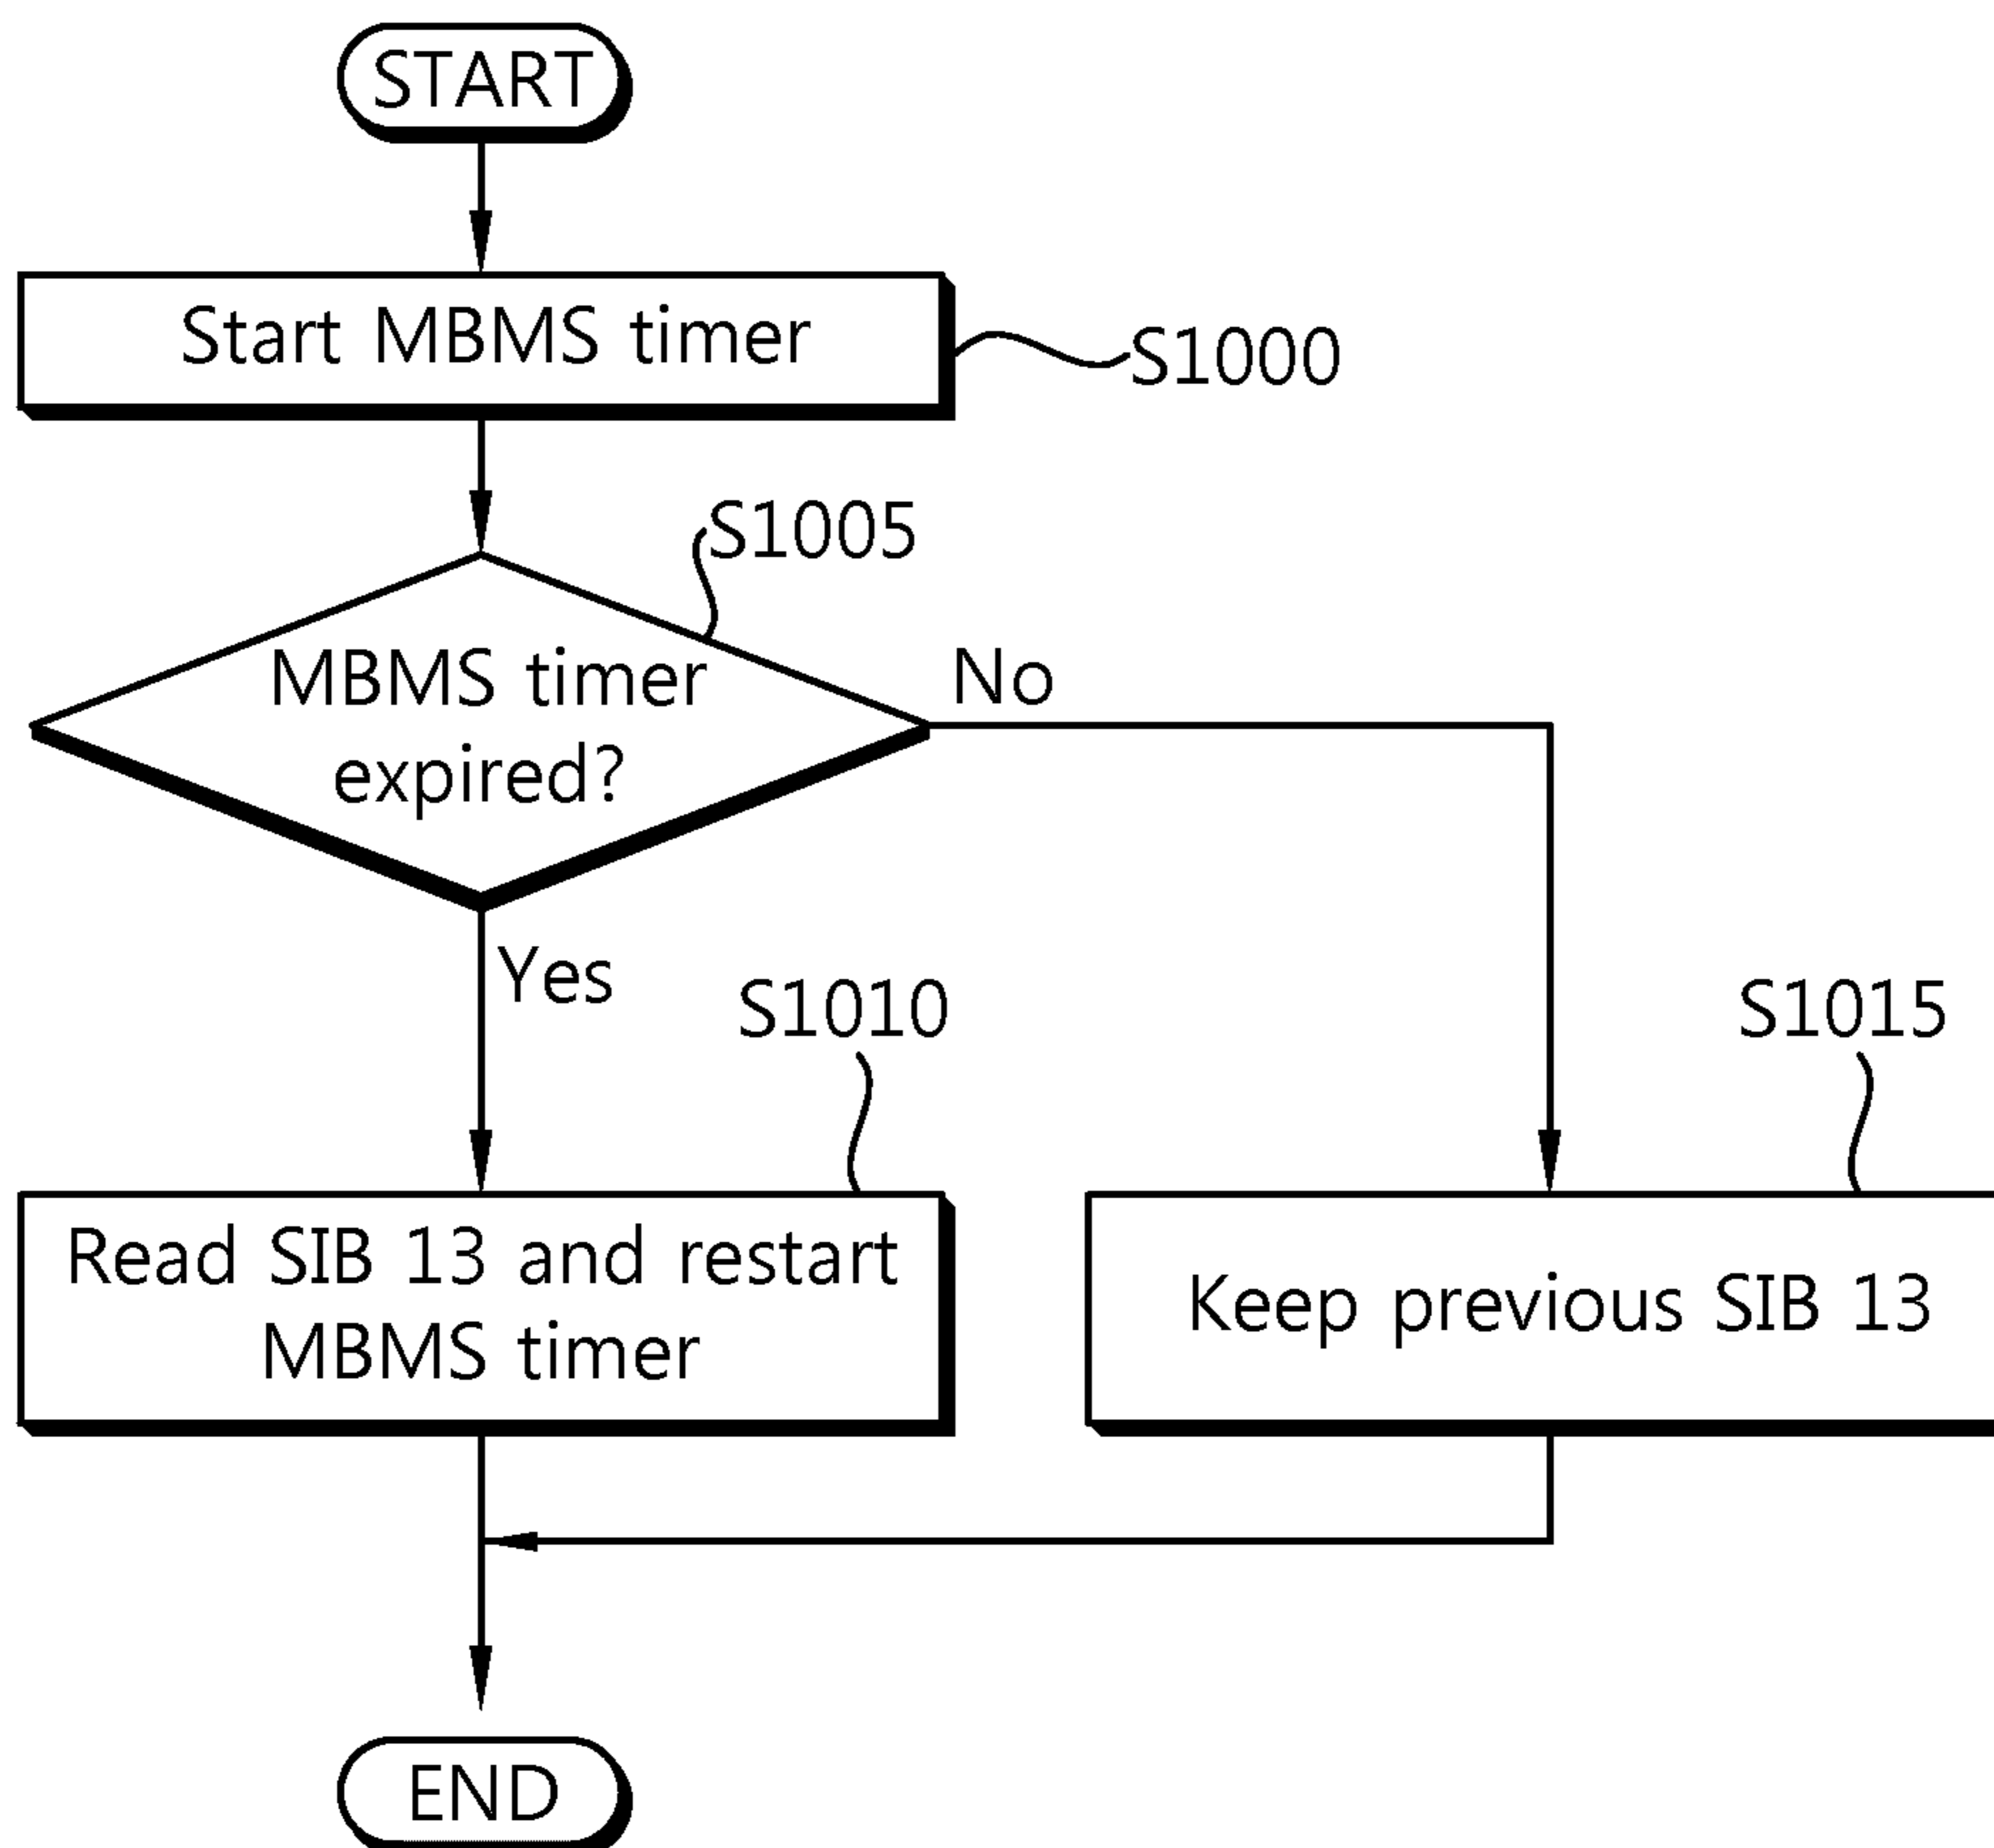 START
Start MBMS timer
S1000
S1005
MBMS timer
expired?
No
Yes
S1010
S1015
Read SIB 13 and restart
MBMS timer
Keep previous SIB 13
END